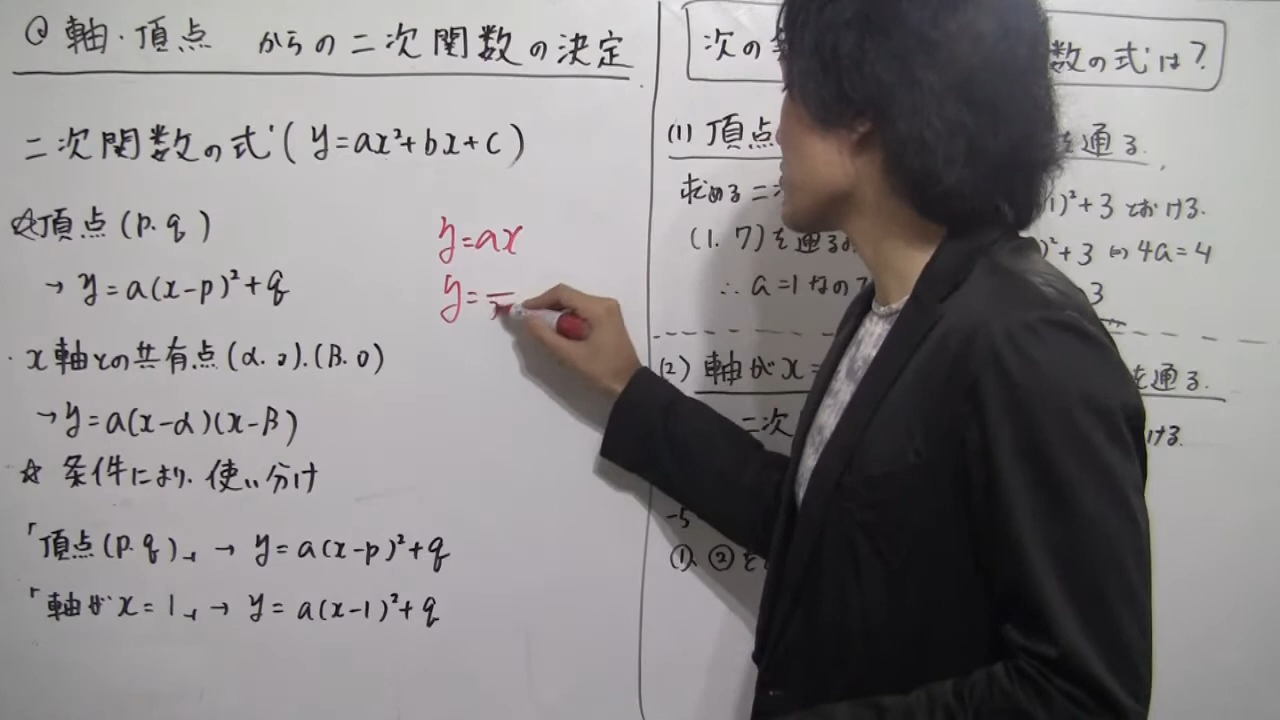 軸・頂点 からの二次関数の決定
二次関数の式 (y=ax²+bx+c)
☆頂点(p.q)
→ y=a(x-p)²+q
・x軸との共有点(α.0).(β.0)
→y=a(x-α)(x-β)
☆ 条件により.使い分け
「頂点(p.q)」→ y=a(x-p)²+q
「軸がx=1」→ y=a(x-1)²+q
y=ax
y=
次の 数の式は?
(1) 頂点 を通る.
求める二次 1)²+3 とおける.
(1.7)を通る )²+3 ⇔ 4a=4
∴ a=1なの 3
(2) 軸がx= を通る.
二次 ける.
-5
①、②を